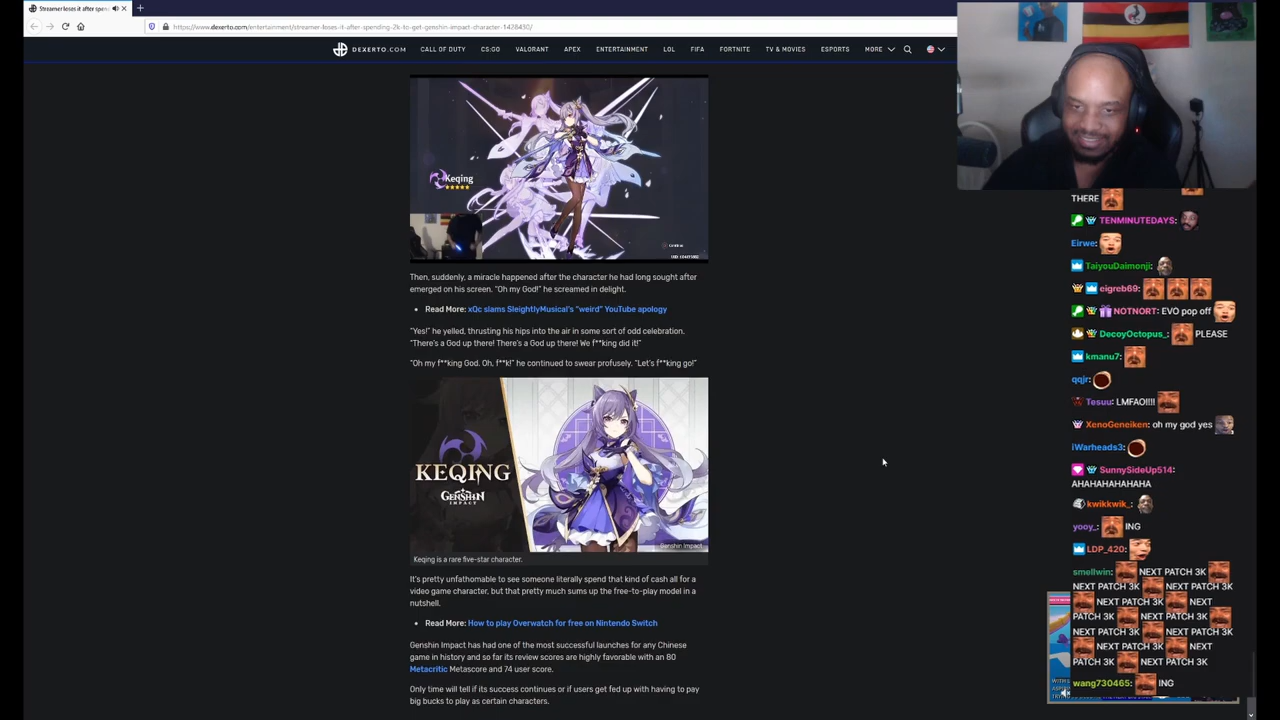 Streamer loses it after spend
https://www.dexerto.com/entertainment/streamer-loses-it-after-spending-2k-to-get-genshin-impact-character-1428430/
DEXERTO.COM
CALL OF DUTY
CS:GO
VALORANT
APEX
ENTERTAINMENT
LOL
FIFA
FORTNITE
TV & MOVIES
ESPORTS
MORE
Keqing
Then, suddenly, a miracle happened after the character he had long sought after
emerged on his screen. “Oh my God!” he screamed in delight.
Read More: xQc slams SleightlyMusical’s “weird” YouTube apology
“Yes!” he yelled, thrusting his hips into the air in some sort of odd celebration.
“There’s a God up there! There’s a God up there! We f**king did it!”
“Oh my f**king God. Oh, f**k!” he continued to swear profusely. “Let’s f**king go!”
KEQING
GENSHIN
IMPACT
Genshin Impact
Keqing is a rare five-star character.
It’s pretty unfathomable to see someone literally spend that kind of cash all for a
video game character, but that pretty much sums up the free-to-play model in a
nutshell.
Read More: How to play Overwatch for free on Nintendo Switch
Genshin Impact has had one of the most successful launches for any Chinese
game in history and so far its review scores are highly favorable with an 80
Metacritic Metascore and 74 user score.
Only time will tell if its success continues or if users get fed up with having to pay
big bucks to play as certain characters.
THERE
TENMINUTEDAYS:
Eirwe:
TaiyouDaimonji:
eigreb69:
NOTNORT: EVO pop off
DecoyOctopus_: PLEASE
kmanu7:
qqjr:
Tesuu: LMFAO!!!!
XenoGeneiken: oh my god yes
iWarheads3:
SunnySideUp514:
AHAHAHAHAHAHA
kwikkwik_:
yooy_: ING
LDP_420:
smellwin: NEXT PATCH 3K
NEXT PATCH 3K NEXT PATCH 3K
NEXT PATCH 3K NEXT
PATCH 3K NEXT PATCH 3K
NEXT PATCH 3K NEXT
PATCH 3K NEXT PATCH 3K
wang730465: ING